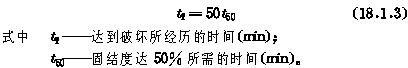 t_f=50t_50 (18.1.3)
式中 t_f——达到破坏所经历的时间(min)；
t_50——固结度达 50% 所需的时间(min)。